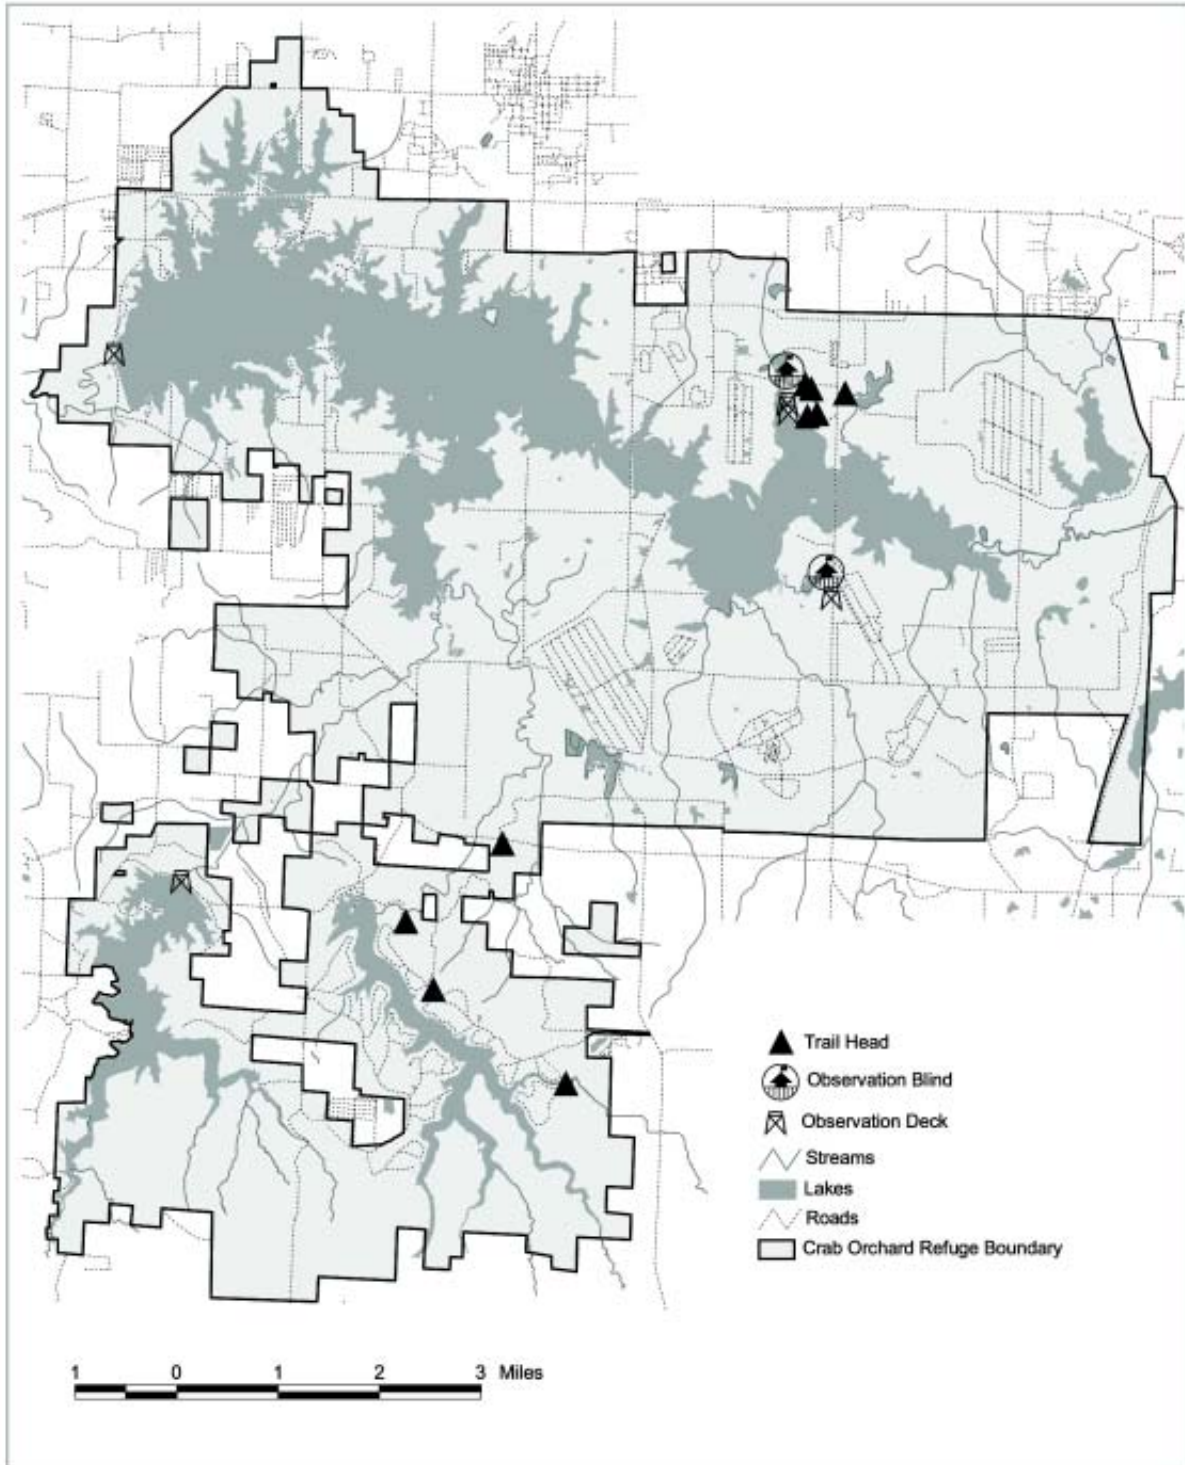 Trail Head
Observation Blind
Observation Deck
Streams
Lakes
Roads
Crab Orchard Refuge Boundary
1 0 1 2 3 Miles